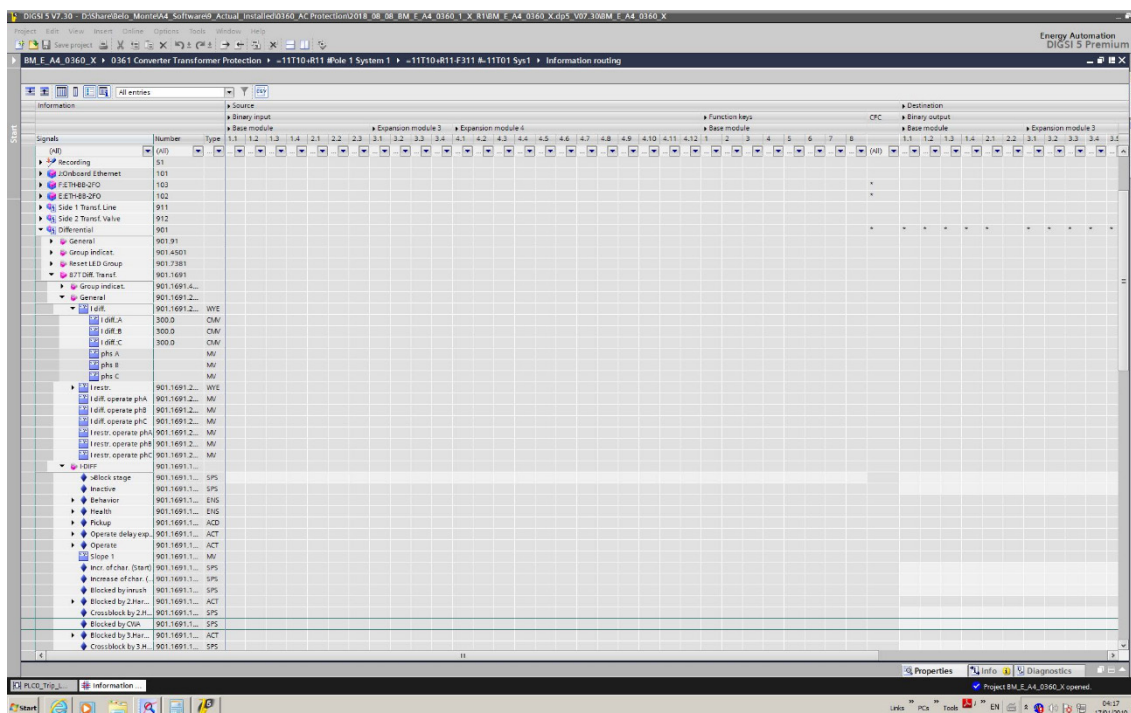 DIGSI 5 V7.30 - D:\Share\Belo_Monte\A4_Software\9_Actual_Installed\0360_AC Protection\2018_08_08_BM_E_A4_0360_1_X_R1\BM_E_A4_0360_X.dp5_V07.30\BM_E_A4_0360_X
Project Edit View Insert Online Options Tools Window Help
Save project
Energy Automation
DIGSI 5 Premium
BM_E_A4_0360_X 0361 Converter Transformer Protection =11T10+R11 #Pole 1 System 1 =11T10+R11-F311 #=11T01 Sys1 Information routing
Start
All entries
Information Source Destination
Binary input Function keys CFC Binary output
Base module Expansion module 3 Expansion module 4 Base module Base module Expansion module 3
Signals Number Type 1.1 1.2 1.3 1.4 2.1 2.2 2.3 3.1 3.2 3.3 3.4 4.1 4.2 4.3 4.4 4.5 4.6 4.7 4.8 4.9 4.10 4.11 4.12 1 2 3 4 5 6 7 8 1.1 1.2 1.3 1.4 2.1 2.2 3.1 3.2 3.3 3.4 3.5
(All) (All) (All)
Recording 51
J:Onboard Ethernet 101
F:ETH-BB-2FO 103 *
E:ETH-BB-2FO 102 *
Side 1 Transf. Line 911
Side 2 Transf. Valve 912
Differential 901 * * * * * * * * * * * *
General 901.91
Group indicat. 901.4501
Reset LED Group 901.7381
87T Diff. Transf. 901.1691
Group indicat. 901.1691.4...
General 901.1691.2...
I diff. 901.1691.2... WYE
I diff.:A 300.0 CMV
I diff.:B 300.0 CMV
I diff.:C 300.0 CMV
phs A MV
phs B MV
phs C MV
I restr. 901.1691.2... WYE
I diff. operate phA 901.1691.2... MV
I diff. operate phB 901.1691.2... MV
I diff. operate phC 901.1691.2... MV
I restr. operate phA 901.1691.2... MV
I restr. operate phB 901.1691.2... MV
I restr. operate phC 901.1691.2... MV
I-DIFF 901.1691.1...
>Block stage 901.1691.1... SPS
Inactive 901.1691.1... SPS
Behavior 901.1691.1... ENS
Health 901.1691.1... ENS
Pickup 901.1691.1... ACD
Operate delay exp. 901.1691.1... ACT
Operate 901.1691.1... ACT
Slope 1 901.1691.1... MV
Incr. of char. (Start) 901.1691.1... SPS
Increase of char. (... 901.1691.1... SPS
Blocked by inrush 901.1691.1... SPS
Blocked by 2.Har... 901.1691.1... ACT
Crossblock by 2.H... 901.1691.1... SPS
Blocked by CWA 901.1691.1... SPS
Blocked by 3.Har... 901.1691.1... ACT
Crossblock by 3.H... 901.1691.1... SPS
Properties Info Diagnostics
Information ...
Project BM_E_A4_0360_X opened.
Start Links PCs Tools EN 04:17